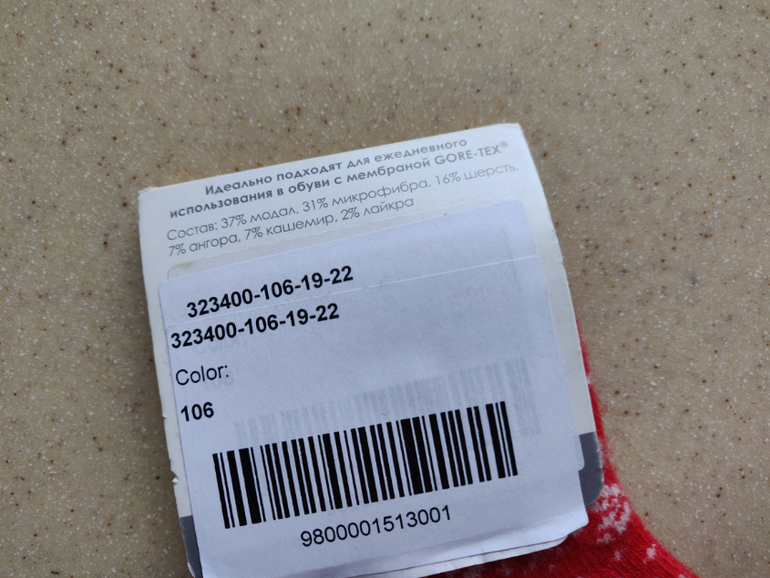 Идеально подходят для ежедневного
использования в обуви с мембраной GORE-TEX®
Состав: 37% модал, 31% микрофибра, 16% шерсть,
7% ангора, 7% кашемир, 2% лайкра
323400-106-19-22
323400-106-19-22
Color:
106
9800001513001